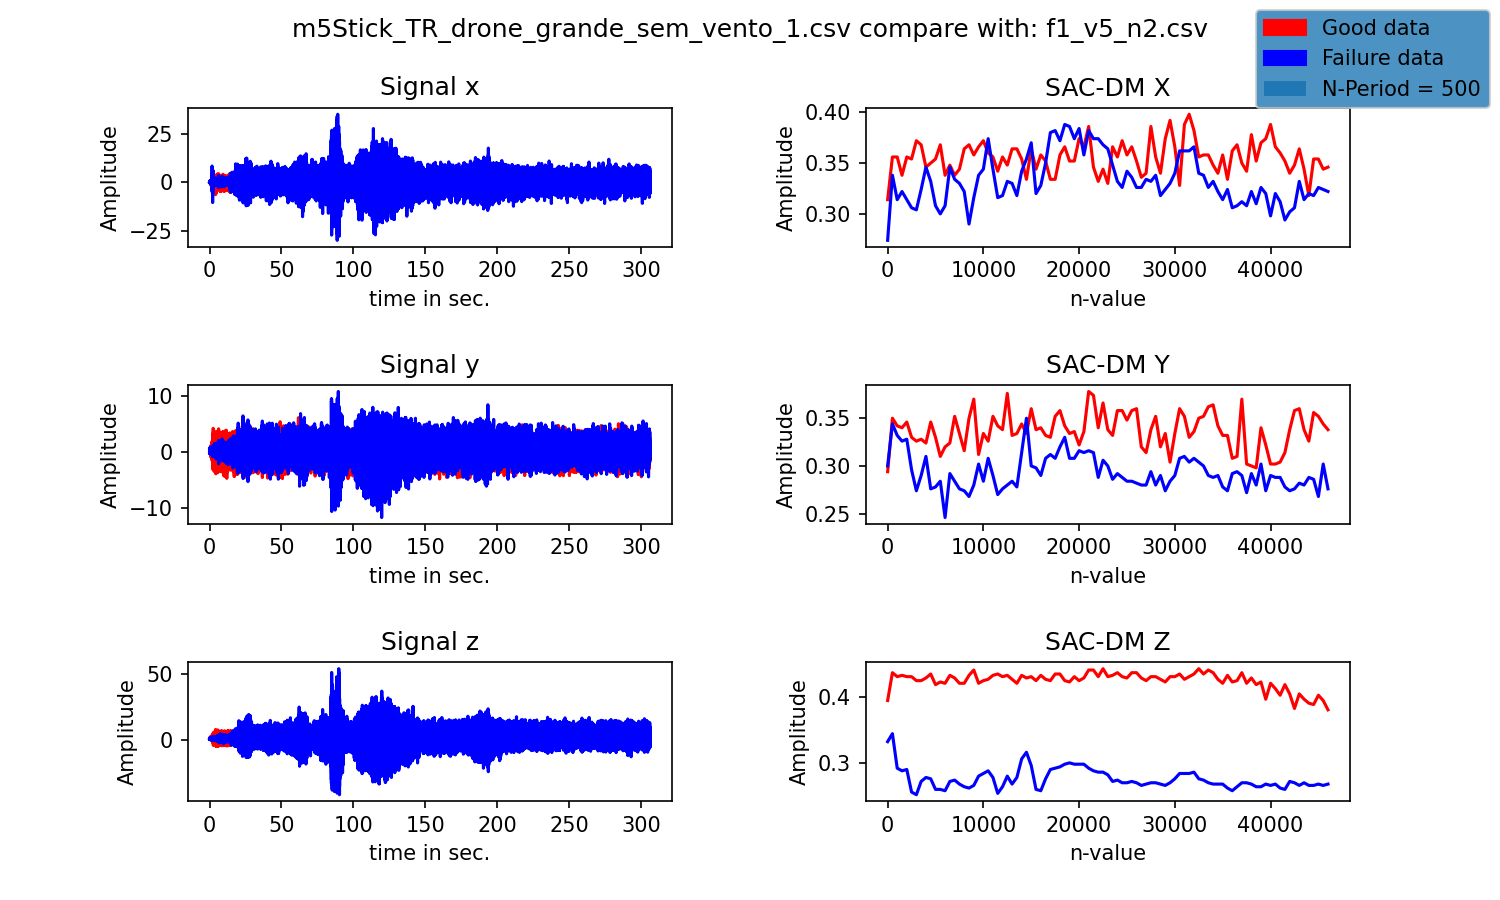 m5Stick_TR_drone_grande_sem_vento_1.csv compare with: f1_v5_n2.csv
Good data
Failure data
N-Period = 500
Signal x
Amplitude
25
0
−25
0 50 100 150 200 250 300
time in sec.
SAC-DM X
Amplitude
0.40
0.35
0.30
0 10000 20000 30000 40000
n-value
Signal y
Amplitude
10
0
−10
0 50 100 150 200 250 300
time in sec.
SAC-DM Y
Amplitude
0.35
0.30
0.25
0 10000 20000 30000 40000
n-value
Signal z
Amplitude
50
0
0 50 100 150 200 250 300
time in sec.
SAC-DM Z
Amplitude
0.4
0.3
0 10000 20000 30000 40000
n-value